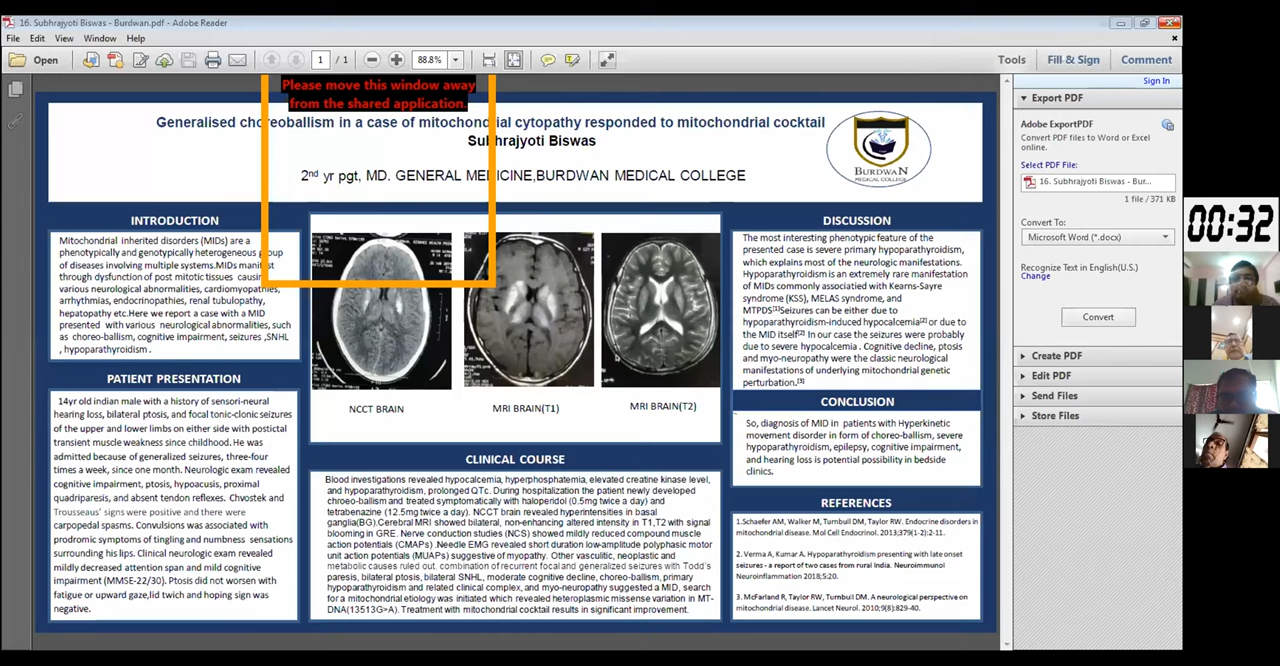 16. Subhrajyoti Biswas - Burdwan.pdf - Adobe Reader
File Edit View Window Help
Open
1 / 1
88.8%
Tools Fill & Sign Comment
Please move this window away
from the shared application.
Generalised choreoballism in a case of mitochondrial cytopathy responded to mitochondrial cocktail
Subhrajyoti Biswas
2nd yr pgt, MD. GENERAL MEDICINE,BURDWAN MEDICAL COLLEGE
BURDWAN
MEDICAL COLLEGE
INTRODUCTION
Mitochondrial inherited disorders (MIDs) are a
phenotypically and genotypically heterogeneous group
of diseases involving multiple systems.MIDs manifest
through dysfunction of post mitotic tissues causing
various neurological abnormalities, cardiomyopathies,
arrhythmias, endocrinopathies, renal tubulopathy,
hepatopathy etc.Here we report a case with a MID
presented with various neurological abnormalities, such
as choreo-ballism, cognitive impairment, seizures ,SNHL
, hypoparathyroidism .
PATIENT PRESENTATION
14yr old indian male with a history of sensori-neural
hearing loss, bilateral ptosis, and focal tonic-clonic seizures
of the upper and lower limbs on either side with postictal
transient muscle weakness since childhood. He was
admitted because of generalized seizures, three-four
times a week, since one month. Neurologic exam revealed
cognitive impairment, ptosis, hypoacusis, proximal
quadriparesis, and absent tendon reflexes. Chvostek and
Trousseaus' signs were positive and there were
carpopedal spasms. Convulsions was associated with
prodromic symptoms of tingling and numbness sensations
surrounding his lips. Clinical neurologic exam revealed
mildly decreased attention span and mild cognitive
impairment (MMSE-22/30). Ptosis did not worsen with
fatigue or upward gaze,lid twich and hoping sign was
negative.
NCCT BRAIN
MRI BRAIN(T1)
MRI BRAIN(T2)
CLINICAL COURSE
Blood investigations revealed hypocalcemia, hyperphosphatemia, elevated creatine kinase level,
and hypoparathyroidism, prolonged QTc. During hospitalization the patient newly developed
chroeo-ballism and treated symptomatically with haloperidol (0.5mg twice a day) and
tetrabenazine (12.5mg twice a day). NCCT brain revealed hyperintensities in basal
ganglia(BG).Cerebral MRI showed bilateral, non-enhancing altered intensity in T1,T2 with signal
blooming in GRE. Nerve conduction studies (NCS) showed mildly reduced compound muscle
action potentials (CMAPs) .Needle EMG revealed short duration low-amplitude polyphasic motor
unit action potentials (MUAPs) suggestive of myopathy. Other vasculitic, neoplastic and
metabolic causes ruled out. combination of recurrent focal and generalized seizures with Todd's
paresis, bilateral ptosis, bilateral SNHL, moderate cognitive decline, choreo-ballism, primary
hypoparathyroidism and related clinical complex, and myo-neuropathy suggested a MID, search
for a mitochondrial etiology was initiated which revealed heteroplasmic missense variation in MT-
DNA(13513G>A). Treatment with mitochondrial cocktail results in significant improvement.
DISCUSSION
The most interesting phenotypic feature of the
presented case is severe primary hypoparathyroidism,
which explains most of the neurologic manifestations.
Hypoparathyroidism is an extremely rare manifestation
of MIDs commonly associated with Kearns-Sayre
syndrome (KSS), MELAS syndrome, and
MTPDS[1]Seizures can be either due to
hypoparathyroidism-induced hypocalcemia[2]or due to
the MID itself[2] In our case the seizures were probably
due to severe hypocalcemia . Cognitive decline, ptosis
and myo-neuropathy were the classic neurological
manifestations of underlying mitochondrial genetic
perturbation.[3]
CONCLUSION
So, diagnosis of MID in patients with Hyperkinetic
movement disorder in form of choreo-ballism, severe
hypoparathyroidism, epilepsy, cognitive impairment,
and hearing loss is potential possibility in bedside
clinics.
REFERENCES
1.Schaefer AM, Walker M, Turnbull DM, Taylor RW. Endocrine disorders in
mitochondrial disease. Mol Cell Endocrinol. 2013;379(1-2):2-11.
2. Verma A, Kumar A. Hypoparathyroidism presenting with late onset
seizures - a report of two cases from rural India. Neuroimmunol
Neuroinflammation 2018;5:20.
3. McFarland R, Taylor RW, Turnbull DM. A neurological perspective on
mitochondrial disease. Lancet Neurol. 2010;9(8):829-40.
Sign In
Export PDF
Adobe ExportPDF
Convert PDF files to Word or Excel
online.
Select PDF File:
16. Subhrajyoti Biswas - Bur...
1 file / 371 KB
Convert To:
Microsoft Word (*.docx)
Recognize Text in English(U.S.)
Change
Convert
Create PDF
Edit PDF
Send Files
Store Files
00:32